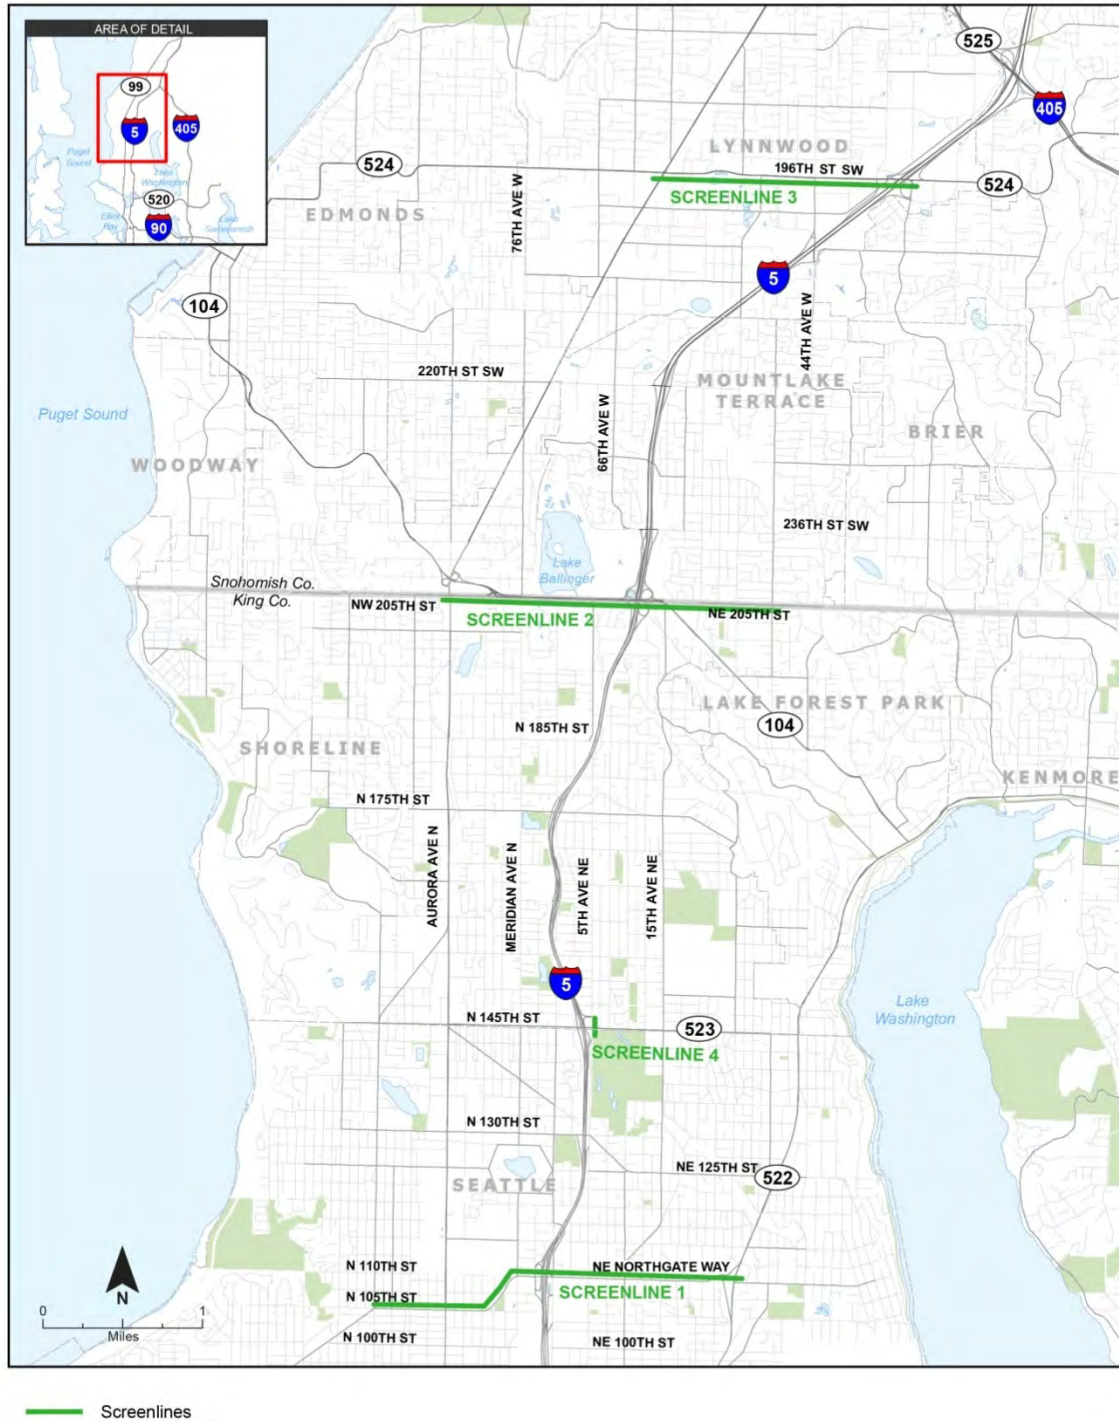 AREA OF DETAIL
99
5
405
Puget
Sound
Lake
Washington
520
Elliot
Bay
90
Lake
Sammamish
525
405
LYNNWOOD
524
196TH ST SW
524
SCREENLINE 3
EDMONDS
76TH AVE W
5
104
44TH AVE W
220TH ST SW
MOUNTLAKE
TERRACE
Puget Sound
66TH AVE W
BRIER
WOODWAY
236TH ST SW
Lake
Ballinger
Snohomish Co.
King Co.
NW 205TH ST
NE 205TH ST
SCREENLINE 2
LAKE FOREST PARK
N 185TH ST
104
SHORELINE
KENMORE
N 175TH ST
AURORA AVE N
MERIDIAN AVE N
5TH AVE NE
15TH AVE NE
5
Lake
Washington
N 145TH ST
523
SCREENLINE 4
N 130TH ST
NE 125TH ST
522
SEATTLE
N 110TH ST
NE NORTHGATE WAY
N 105TH ST
SCREENLINE 1
N
0 1
Miles
N 100TH ST
NE 100TH ST
Screenlines